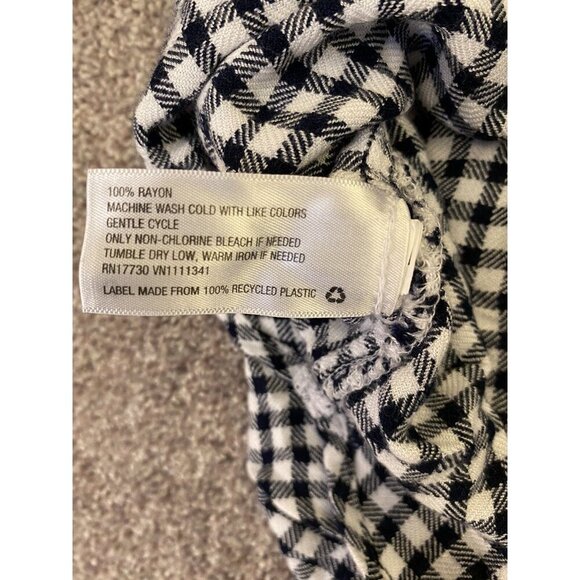 100% RAYON
MACHINE WASH COLD WITH LIKE COLORS
GENTLE CYCLE
ONLY NON-CHLORINE BLEACH IF NEEDED
TUMBLE DRY LOW, WARM IRON IF NEEDED
RN17730 VN1111341
LABEL MADE FROM 100% RECYCLED PLASTIC